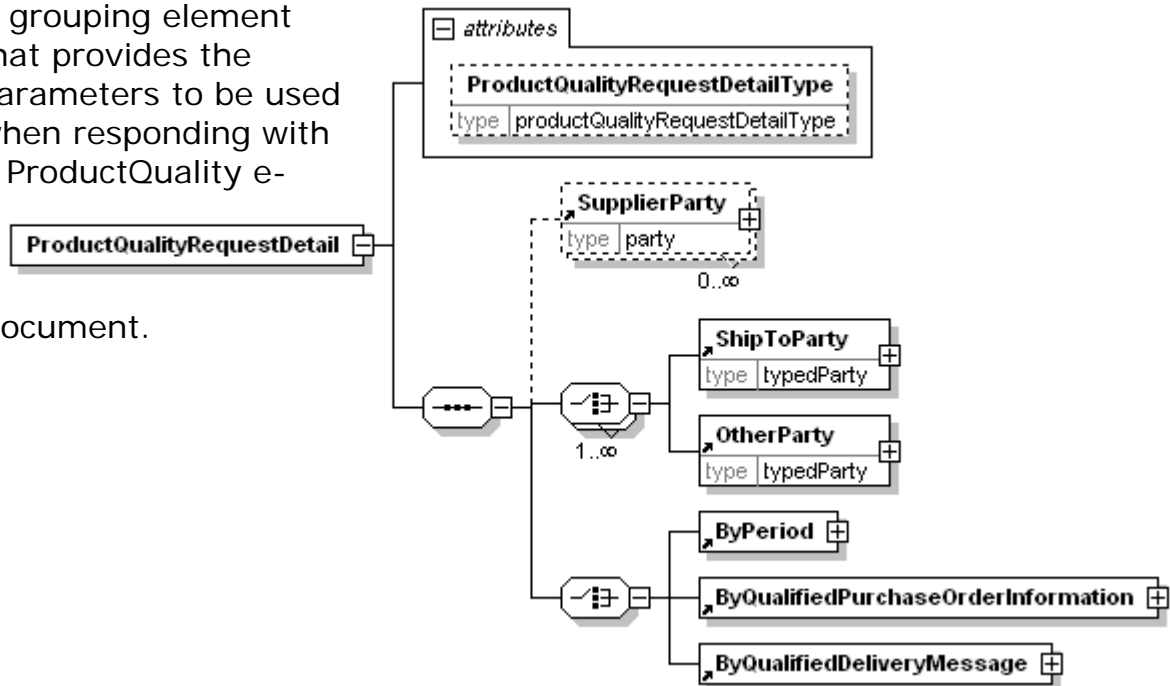 grouping element
hat provides the
arameters to be used
when responding with
ProductQuality e-
ocument.
ProductQualityRequestDetail
attributes
ProductQualityRequestDetailType
type productQualityRequestDetailType
SupplierParty
type party
0..∞
1..∞
ShipToParty
type typedParty
OtherParty
type typedParty
ByPeriod
ByQualifiedPurchaseOrderInformation
ByQualifiedDeliveryMessage